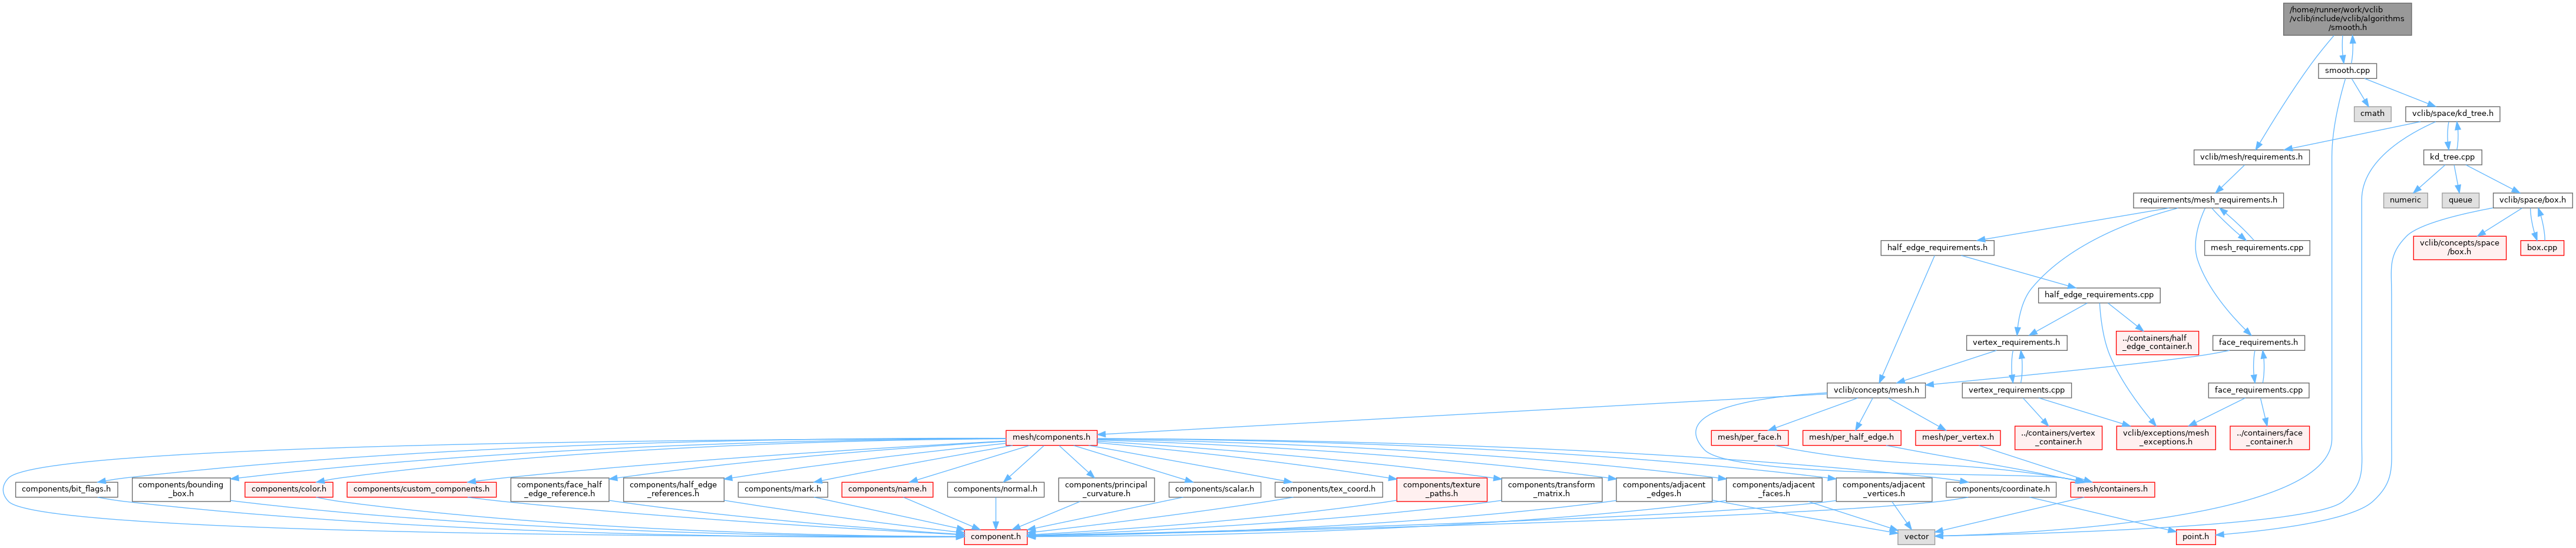 /home/runner/work/vclib
/vclib/include/vclib/algorithms
/smooth.h
smooth.cpp
cmath
vclib/space/kd_tree.h
vclib/mesh/requirements.h
kd_tree.cpp
requirements/mesh_requirements.h
numeric
queue
vclib/space/box.h
half_edge_requirements.h
mesh_requirements.cpp
vclib/concepts/space
/box.h
box.cpp
half_edge_requirements.cpp
vertex_requirements.h
../containers/half
_edge_container.h
face_requirements.h
vclib/concepts/mesh.h
vertex_requirements.cpp
face_requirements.cpp
mesh/components.h
mesh/per_face.h
mesh/per_half_edge.h
mesh/per_vertex.h
../containers/vertex
_container.h
vclib/exceptions/mesh
_exceptions.h
../containers/face
_container.h
components/bit_flags.h
components/bounding
_box.h
components/color.h
components/custom_components.h
components/face_half
_edge_reference.h
components/half_edge
_references.h
components/mark.h
components/name.h
components/normal.h
components/principal
_curvature.h
components/scalar.h
components/tex_coord.h
components/texture
_paths.h
components/transform
_matrix.h
components/adjacent
_edges.h
components/adjacent
_faces.h
components/adjacent
_vertices.h
components/coordinate.h
mesh/containers.h
component.h
vector
point.h